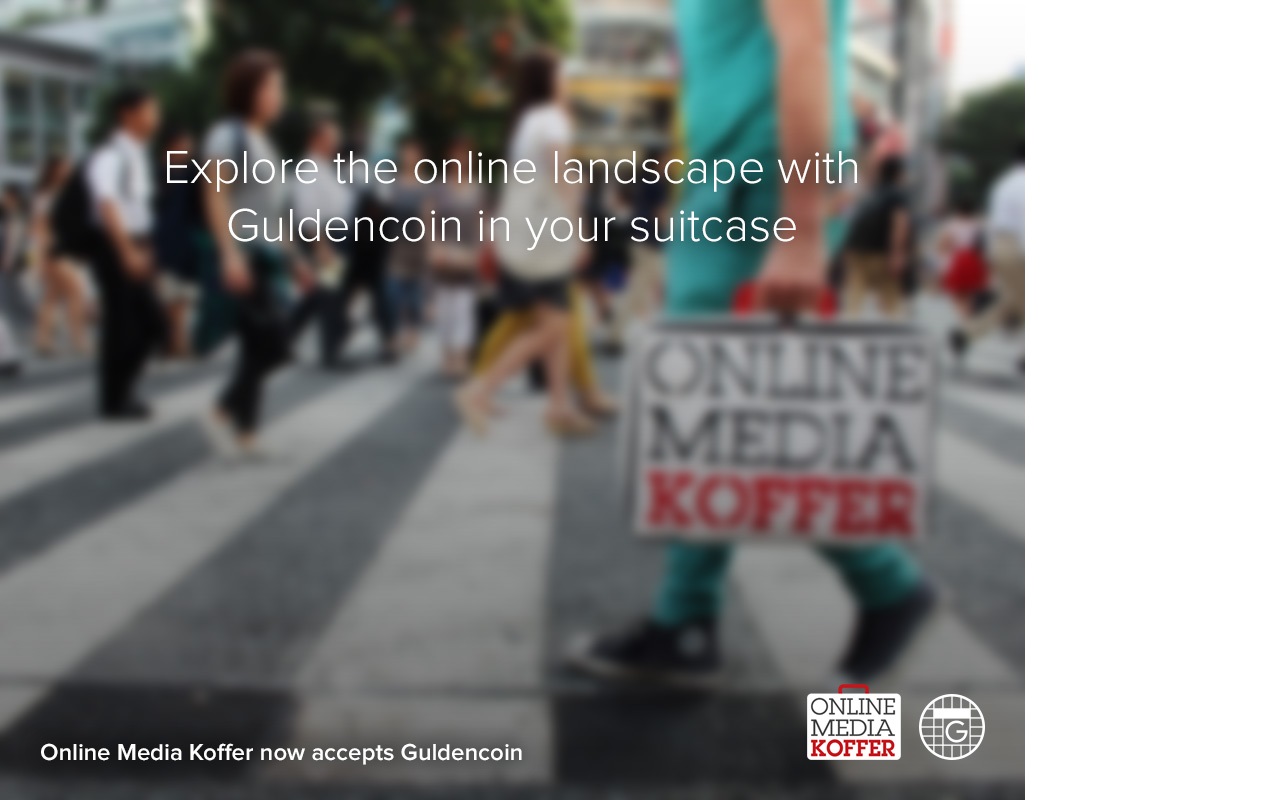 Explore the online landscape with
Guldencoin in your suitcase
ONLINE
MEDIA
KOFFER
Online Media Koffer now accepts Guldencoin
ONLINE
MEDIA
KOFFER
G